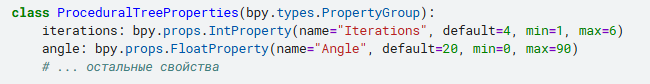 class ProceduralTreeProperties(bpy.types.PropertyGroup):
    iterations: bpy.props.IntProperty(name="Iterations", default=4, min=1, max=6)
    angle: bpy.props.FloatProperty(name="Angle", default=20, min=0, max=90)
    # ... остальные свойства